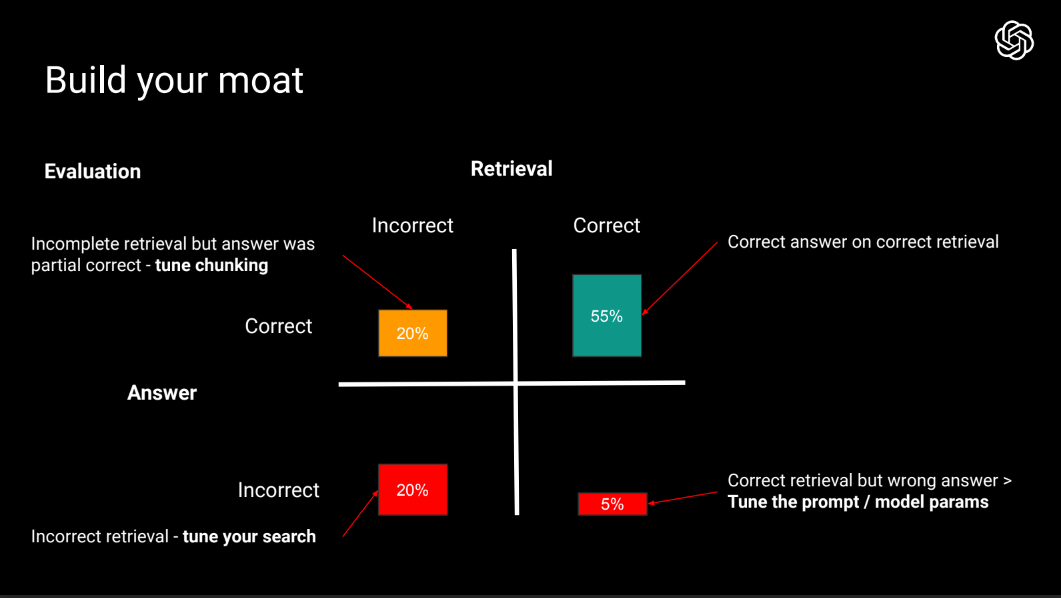 Build your moat
Evaluation
Retrieval
Incorrect
Correct
Incomplete retrieval but answer was
partial correct - tune chunking
Correct answer on correct retrieval
Correct
20%
55%
Answer
Incorrect
20%
5%
Correct retrieval but wrong answer >
Tune the prompt / model params
Incorrect retrieval - tune your search